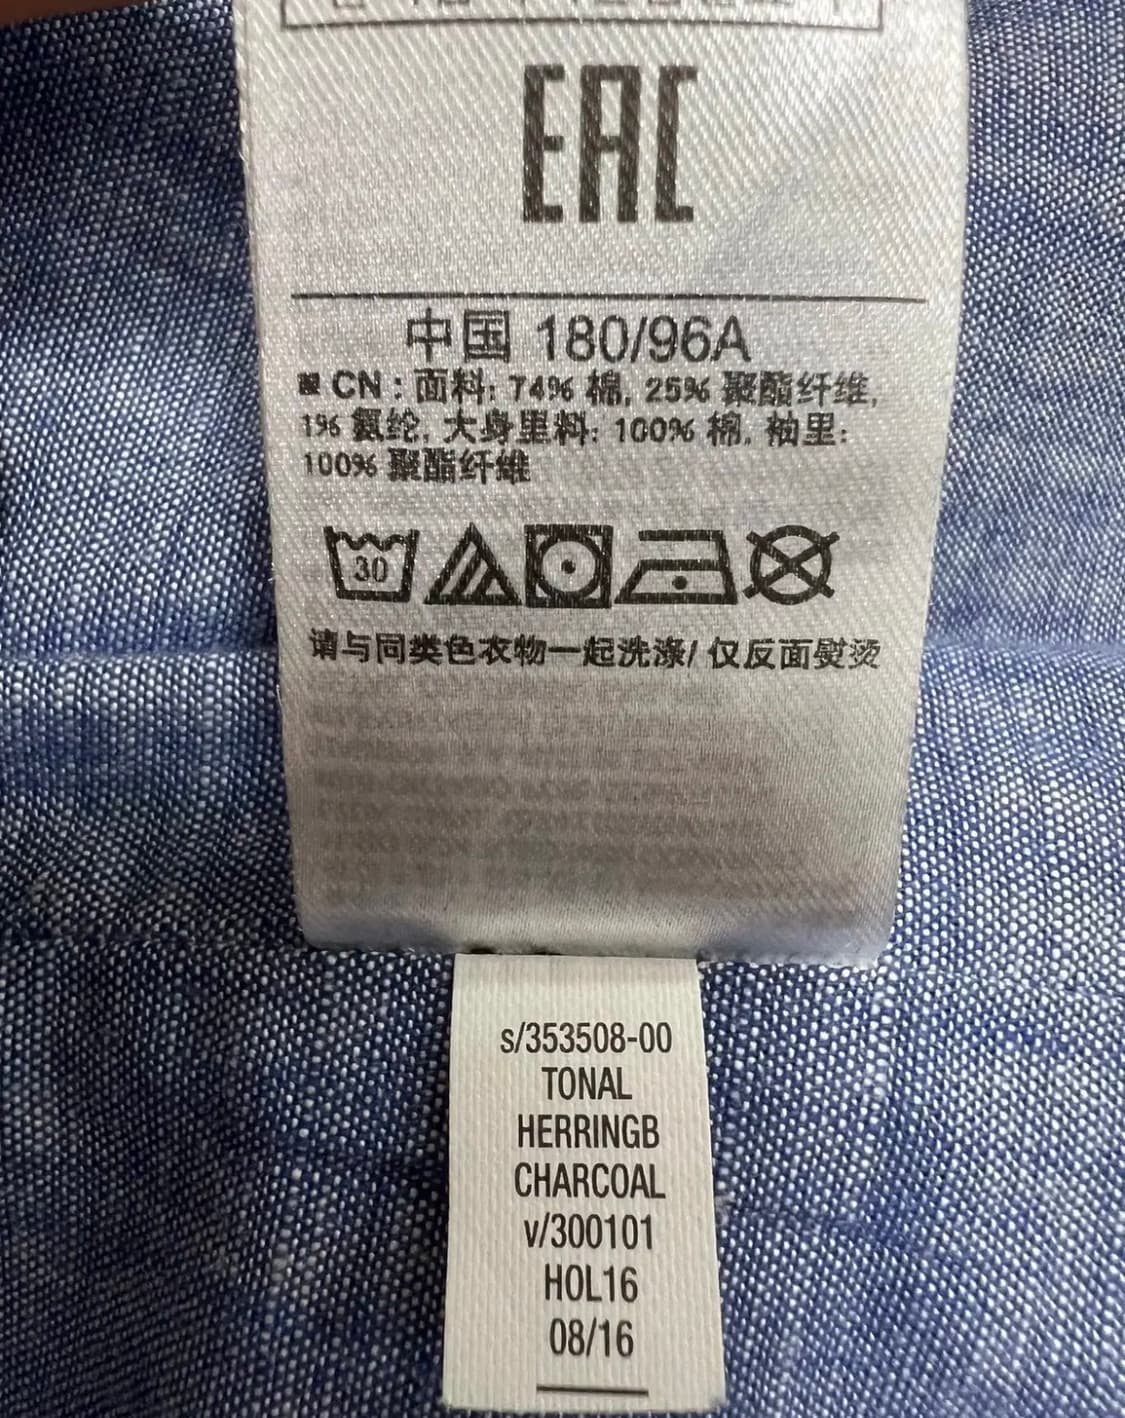 EAC
中国 180/96A
CN : 面料: 74% 棉, 25% 聚酯纤维,
1% 氨纶, 大身里料: 100% 棉, 袖里:
100% 聚酯纤维
30
请与同类色衣物一起洗涤/ 仅反面熨烫
s/353508-00
TONAL
HERRINGB
CHARCOAL
v/300101
HOL16
08/16